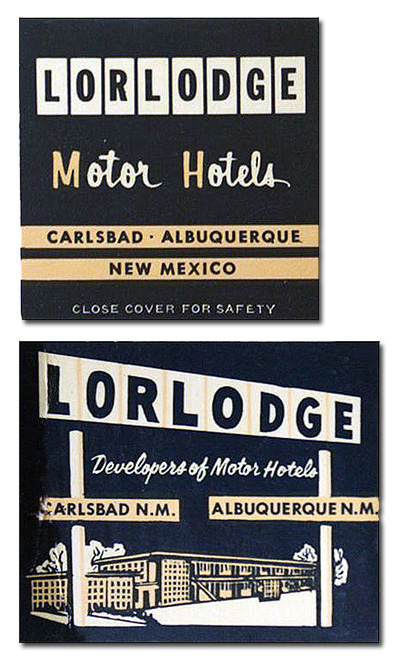 LORLODGE
Motor Hotels
CARLSBAD · ALBUQUERQUE
NEW MEXICO
CLOSE COVER FOR SAFETY
LORLODGE
Developers of Motor Hotels
CARLSBAD N.M. ALBUQUERQUE N.M.